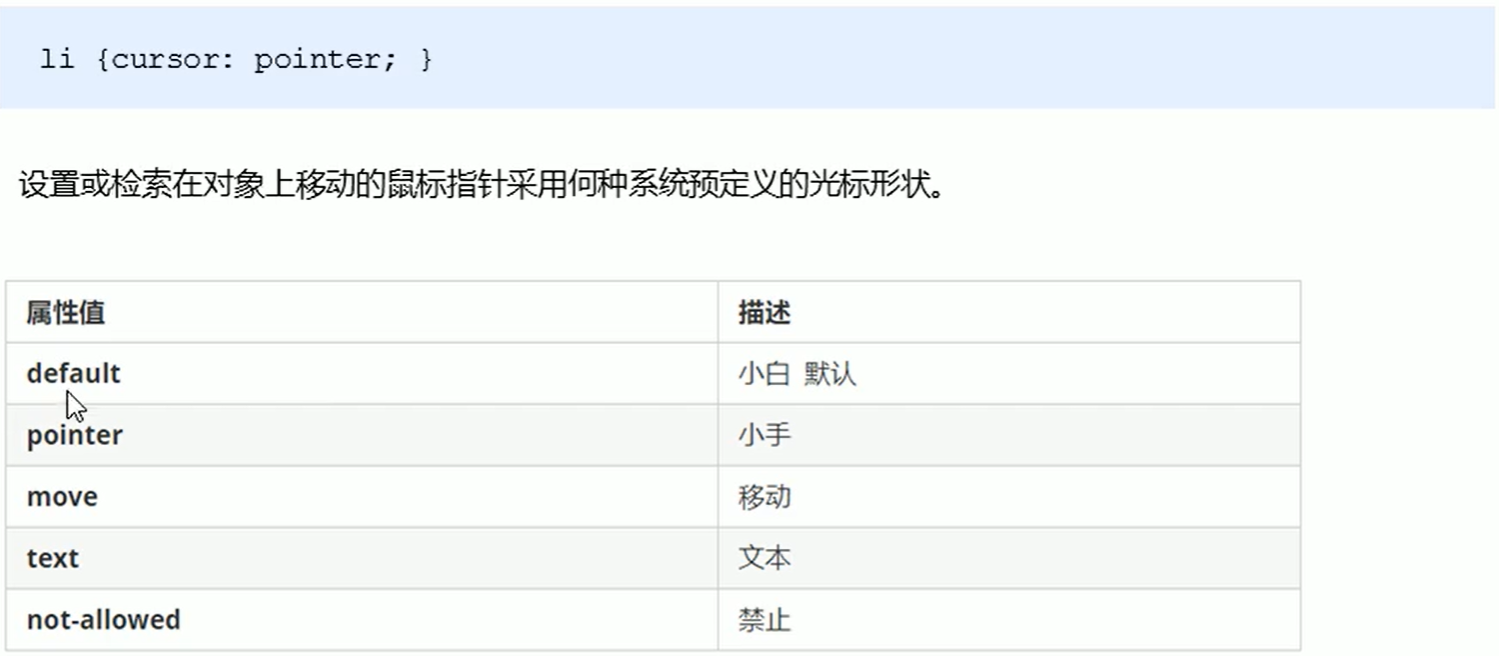 li {cursor: pointer; }
设置或检索在对象上移动的鼠标指针采用何种系统预定义的光标形状。
属性值 描述
default 小白 默认
pointer 小手
move 移动
text 文本
not-allowed 禁止